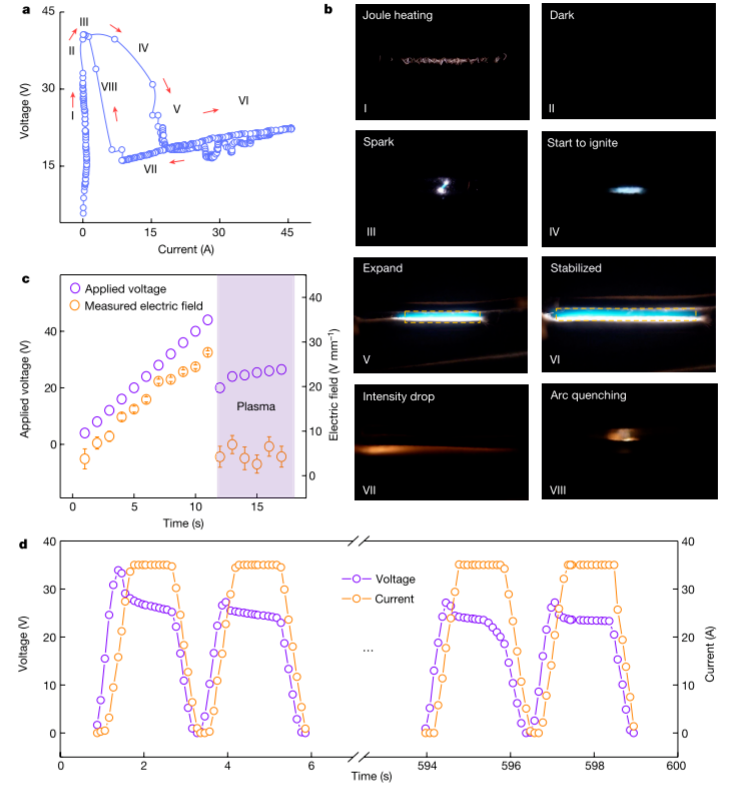 a
45
30
15
Voltage (V)
0
15
30
45
Current (A)
I
II
III
IV
V
VI
VII
VIII
b
Joule heating
I
Dark
II
Spark
III
Start to ignite
IV
Expand
V
Stabilized
VI
Intensity drop
VII
Arc quenching
VIII
c
Applied voltage
Measured electric field
Plasma
40
20
0
Applied voltage (V)
40
30
20
10
0
Electric field (V mm⁻¹)
0
5
10
15
Time (s)
d
40
30
20
10
0
Voltage (V)
Voltage
Current
...
40
30
20
10
0
Current (A)
0
2
4
6
594
596
598
600
Time (s)